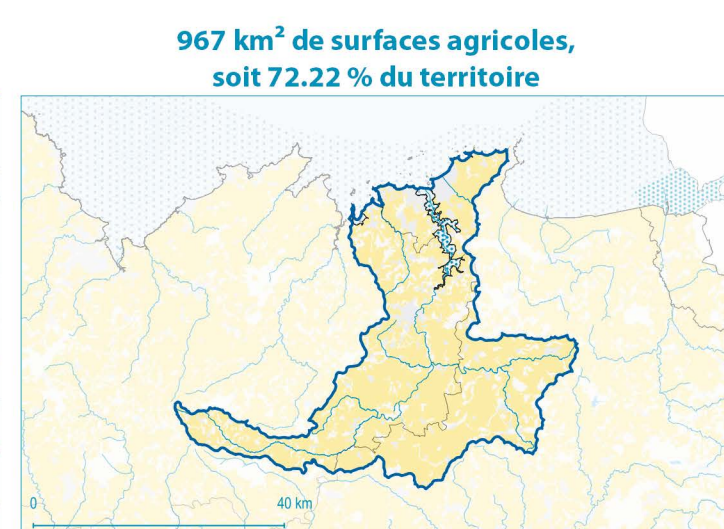 967 km² de surfaces agricoles,
soit 72.22 % du territoire
0 40 km